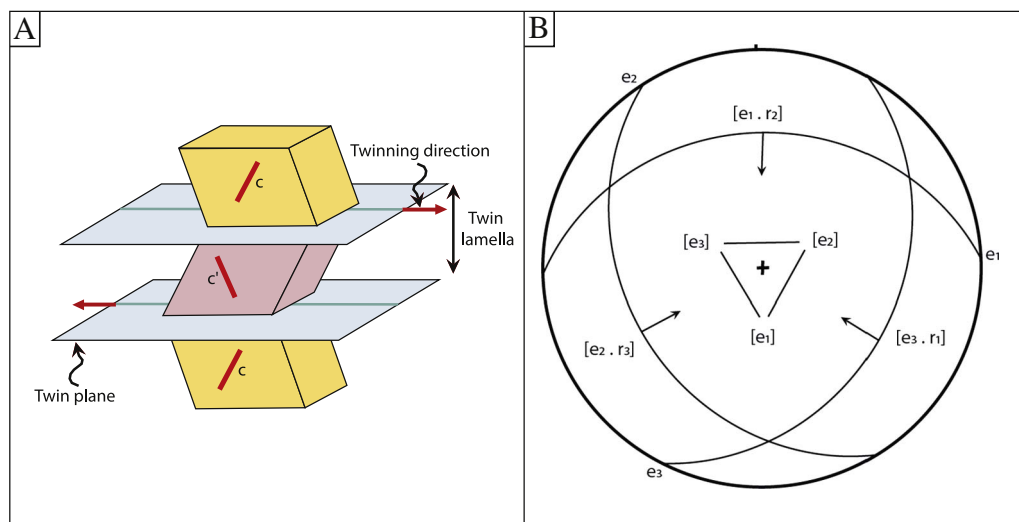 A
c
Twinning direction
Twin
lamella
c'
c
Twin plane
B
e₂
[e₁ . r₂]
[e₃]
[e₂]
e₁
[e₂ . r₃]
[e₁]
[e₃ . r₁]
e₃